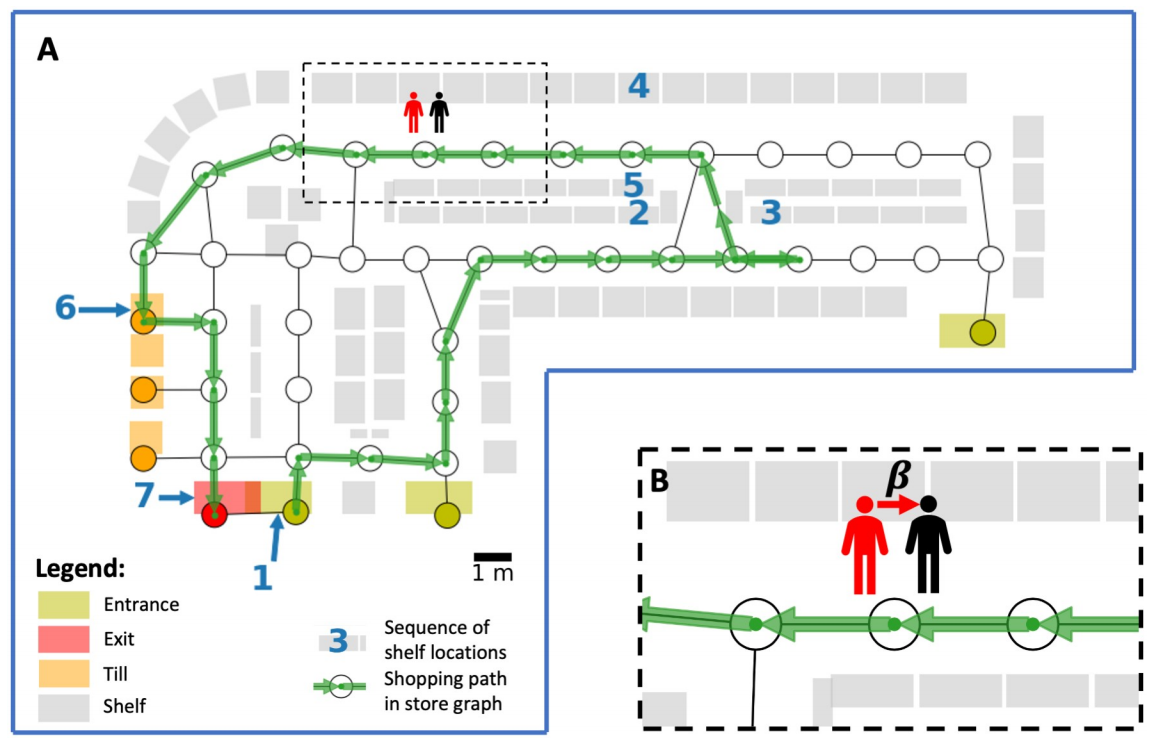 A
4
5
2
3
6
7
1
1 m
Legend:
Entrance
Exit
Till
Shelf
3
Sequence of
shelf locations
Shopping path
in store graph
B
β